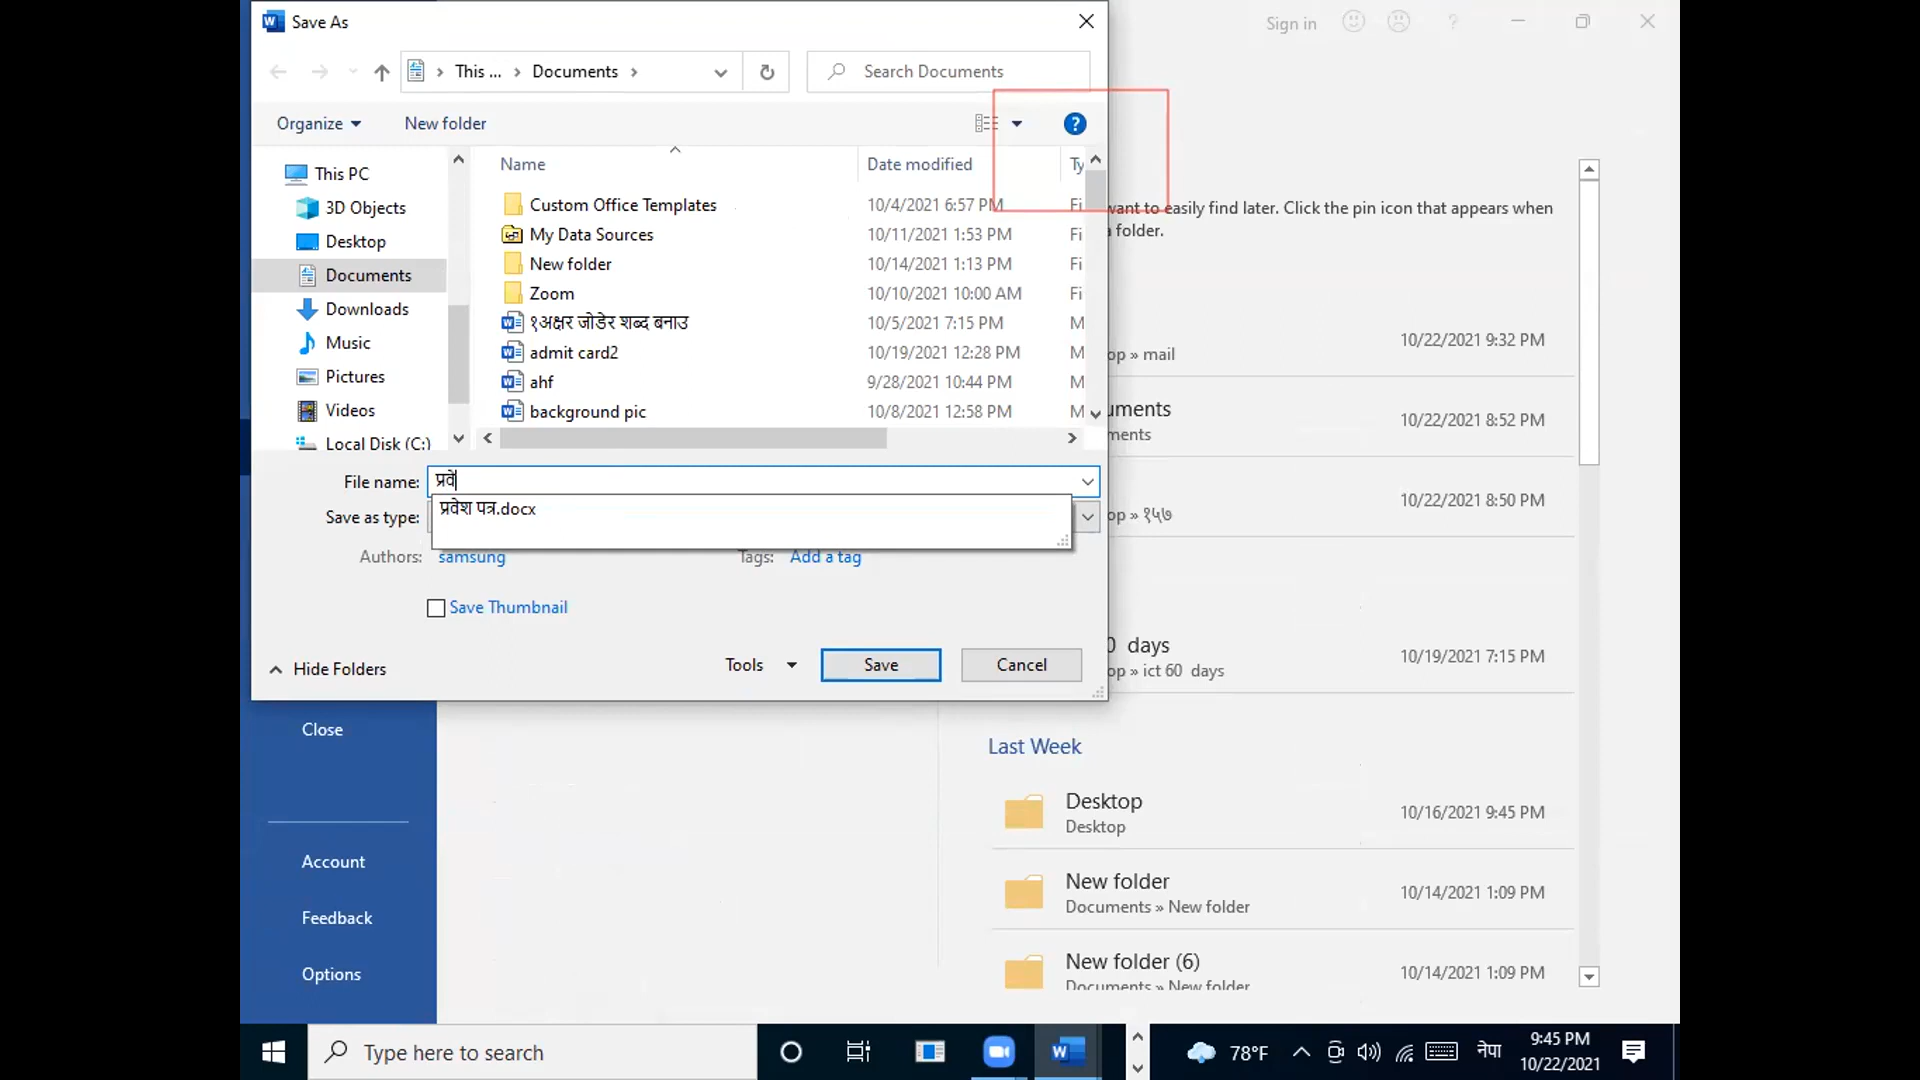 Save As
Sign in
This ... Documents
Search Documents
Organize
New folder
Name
Date modified
This PC
3D Objects
Desktop
Documents
Downloads
Music
Pictures
Videos
Local Disk (C:)
Custom Office Templates 10/4/2021 6:57 PM Fi
My Data Sources 10/11/2021 1:53 PM Fi
New folder 10/14/2021 1:13 PM Fi
Zoom 10/10/2021 10:00 AM Fi
१अक्षर जोडेर शब्द बनाउ 10/5/2021 7:15 PM M
admit card2 10/19/2021 12:28 PM M
ahf 9/28/2021 10:44 PM M
background pic 10/8/2021 12:58 PM M
File name: प्रवे
प्रवेश पत्र.docx
Save as type:
Authors: samsung
Tags: Add a tag
Save Thumbnail
Hide Folders
Tools
Save
Cancel
want to easily find later. Click the pin icon that appears when
a folder.
10/22/2021 9:32 PM
op » mail
uments
10/22/2021 8:52 PM
ments
10/22/2021 8:50 PM
op » १५७
0 days
10/19/2021 7:15 PM
op » ict 60 days
Last Week
Desktop
Desktop
10/16/2021 9:45 PM
New folder
Documents » New folder
10/14/2021 1:09 PM
New folder (6)
Documents » New folder
10/14/2021 1:09 PM
Close
Account
Feedback
Options
Type here to search
78°F
नेपा
9:45 PM
10/22/2021